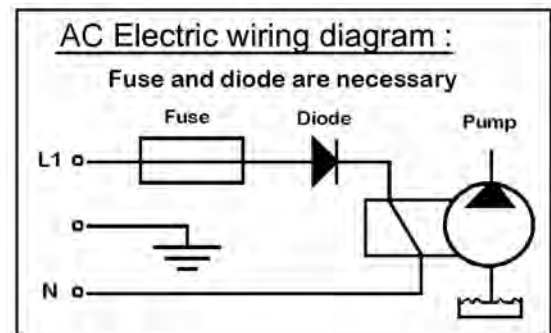 AC Electric wiring diagram :
Fuse and diode are necessary
Fuse Diode Pump
L1
N